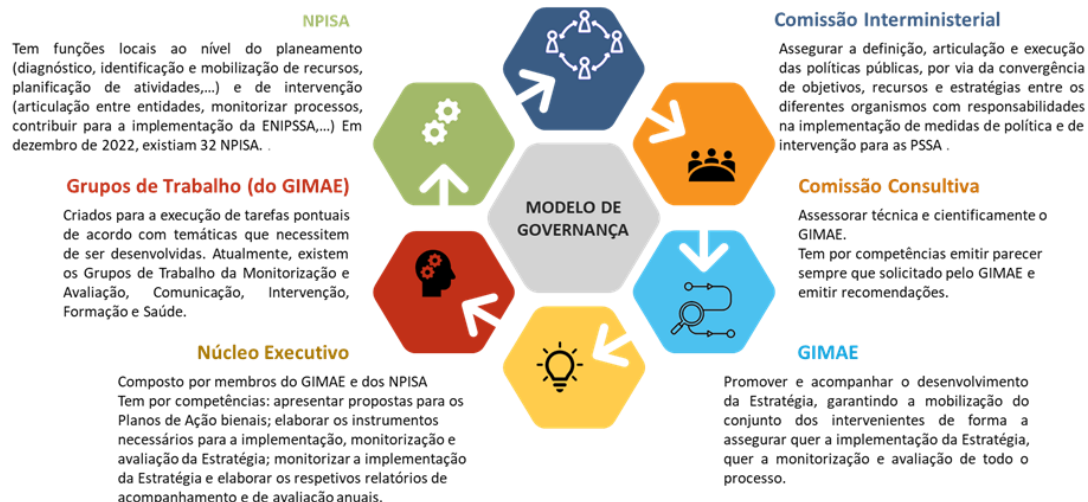 NPISA
Tem funções locais ao nível do planeamento
(diagnóstico, identificação e mobilização de recursos,
planificação de atividades,...) e de intervenção
(articulação entre entidades, monitorizar processos,
contribuir para a implementação da ENIPSSA,...) Em
dezembro de 2022, existiam 32 NPISA. .
Comissão Interministerial
Assegurar a definição, articulação e execução
das políticas públicas, por via da convergência
de objetivos, recursos e estratégias entre os
diferentes organismos com responsabilidades
na implementação de medidas de política e de
intervenção para as PSSA .
Grupos de Trabalho (do GIMAE)
Criados para a execução de tarefas pontuais
de acordo com temáticas que necessitem
de ser desenvolvidas. Atualmente, existem
os Grupos de Trabalho da Monitorização e
Avaliação, Comunicação, Intervenção,
Formação e Saúde.
MODELO DE
GOVERNANÇA
Comissão Consultiva
Assessorar técnica e cientificamente o
GIMAE.
Tem por competências emitir parecer
sempre que solicitado pelo GIMAE e
emitir recomendações.
Núcleo Executivo
Composto por membros do GIMAE e dos NPISA
Tem por competências: apresentar propostas para os
Planos de Ação bienais; elaborar os instrumentos
necessários para a implementação, monitorização e
avaliação da Estratégia; monitorizar a implementação
da Estratégia e elaborar os respetivos relatórios de
acompanhamento e de avaliação anuais.
GIMAE
Promover e acompanhar o desenvolvimento
da Estratégia, garantindo a mobilização do
conjunto dos intervenientes de forma a
assegurar quer a implementação da Estratégia,
quer a monitorização e avaliação de todo o
processo.